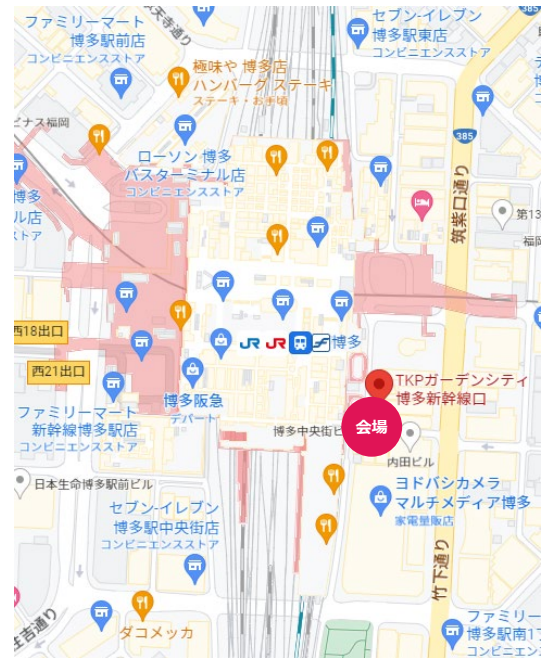 385
ファミリーマート
博多駅前店
コンビニエンスストア
セブン-イレブン
博多駅東店
コンビニエンスストア
極味や 博多店
ハンバーグ ステーキ
ステーキ・お手頃
ローソン 博多
バスターミナル店
コンビニエンスストア
385
筑紫口通り
第13
福岡
西18出口
西21出口
JR JR 博多
博多阪急
デパート
TKPガーデンシティ
博多新幹線口
会場
博多中央街ビ
内田ビル
ファミリーマート
新幹線博多駅店
コンビニエンスストア
日本生命博多駅前ビル
ヨドバシカメラ
マルチメディア博多
家電量販店
セブン-イレブン
博多駅中央街店
コンビニエンスストア
竹下通り
住吉通り
ダコメッカ
ファミリー
博多駅南1丁
コンビニエン